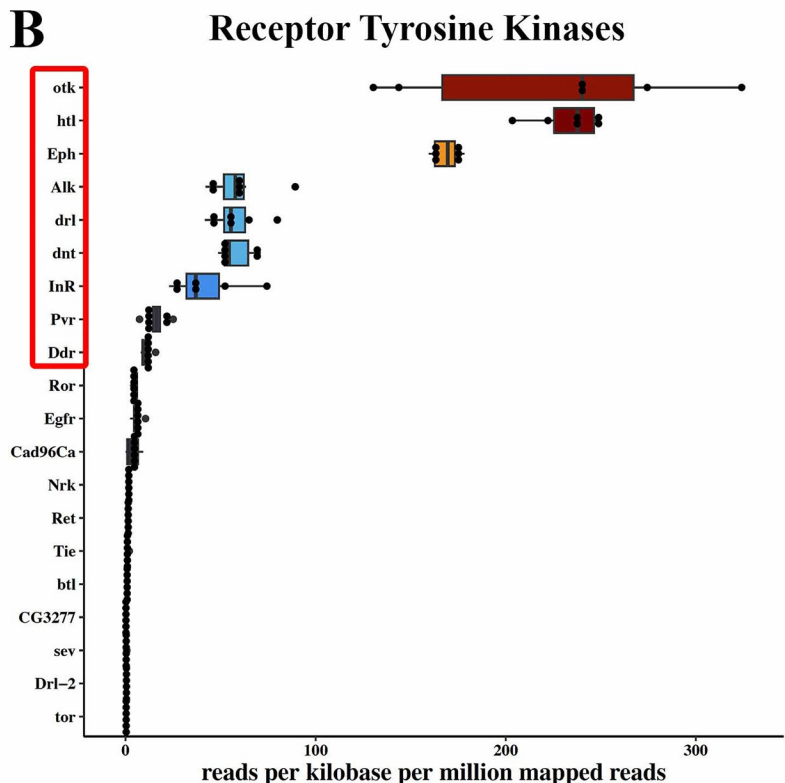 B
Receptor Tyrosine Kinases
otk
htl
Eph
Alk
drl
dnt
InR
Pvr
Ddr
Ror
Egfr
Cad96Ca
Nrk
Ret
Tie
btl
CG3277
sev
Drl−2
tor
0 100 200 300
reads per kilobase per million mapped reads